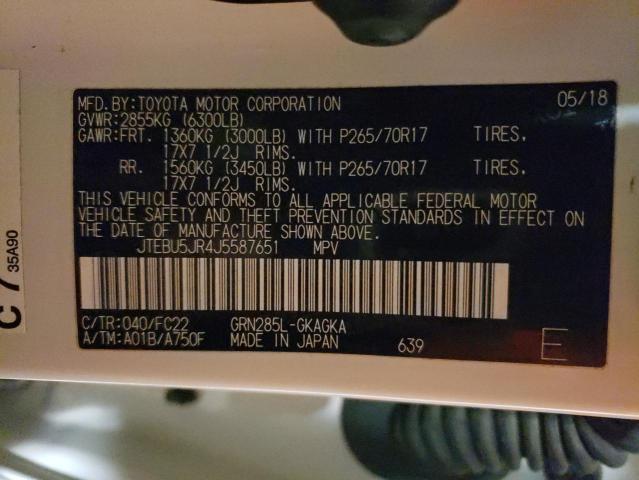 MFD.BY:TOYOTA MOTOR CORPORATION 05/18
GVWR:2855KG (6300LB)
GAWR:FRT. 1360KG (3000LB) WITH P265/70R17 TIRES,
17X7 1/2J RIMS.
RR. 1560KG (3450LB) WITH P265/70R17 TIRES,
17X7 1/2J RIMS.
THIS VEHICLE CONFORMS TO ALL APPLICABLE FEDERAL MOTOR
VEHICLE SAFETY AND THEFT PREVENTION STANDARDS IN EFFECT ON
THE DATE OF MANUFACTURE SHOWN ABOVE.
JTEBU5JR4J5587651 MPV
C/TR:040/FC22 GRN285L-GKAGKA
A/TM:A01B/A750F MADE IN JAPAN 639 E
C 7
35A90